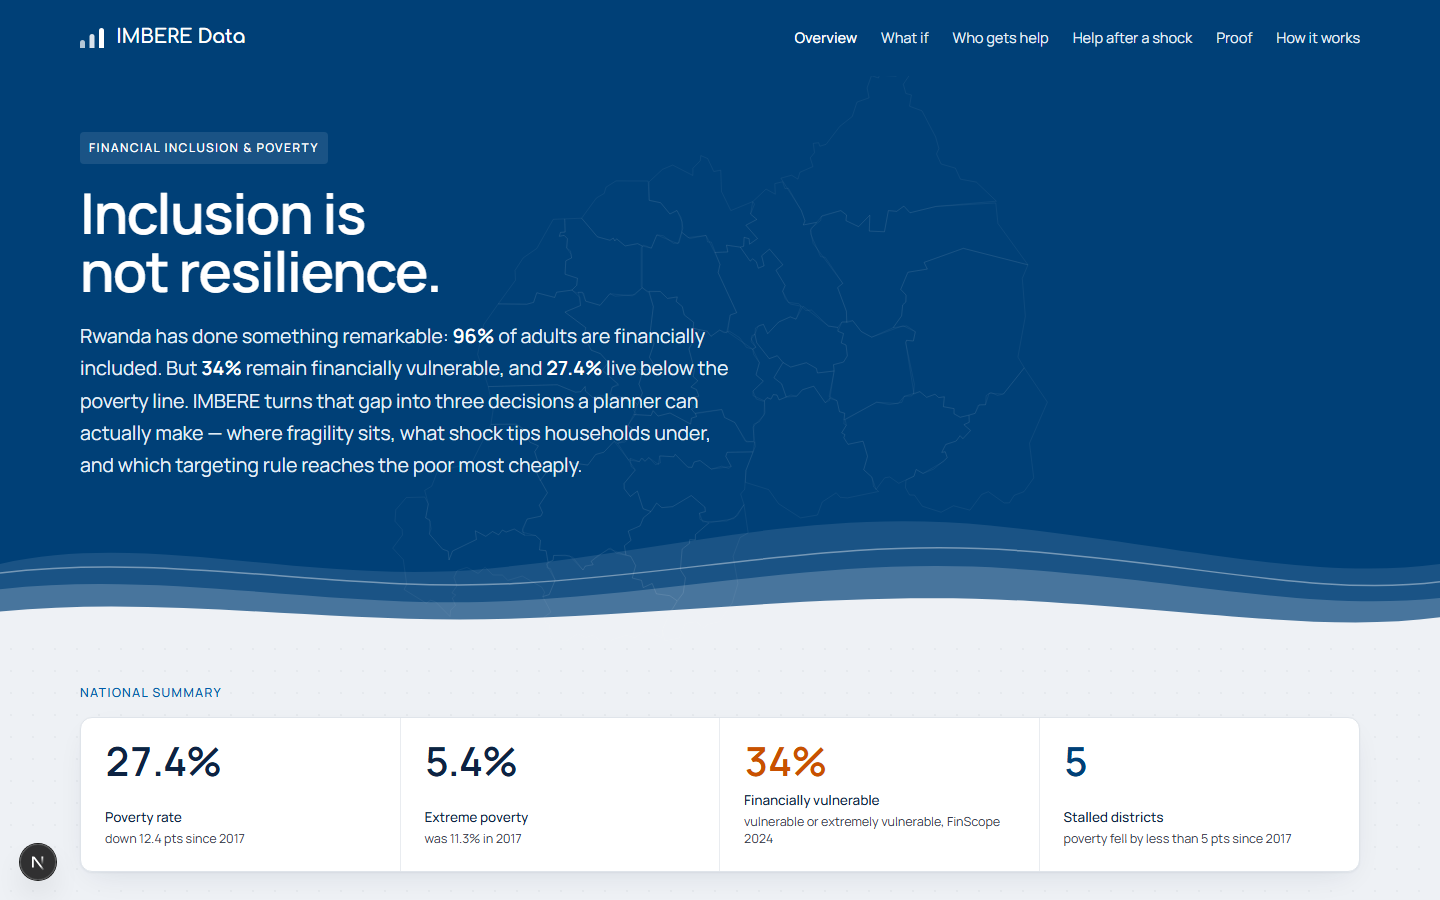 IMBERE Data
Overview What if Who gets help Help after a shock Proof How it works
FINANCIAL INCLUSION & POVERTY
Inclusion is
not resilience.
Rwanda has done something remarkable: 96% of adults are financially
included. But 34% remain financially vulnerable, and 27.4% live below the
poverty line. IMBERE turns that gap into three decisions a planner can
actually make — where fragility sits, what shock tips households under,
and which targeting rule reaches the poor most cheaply.
NATIONAL SUMMARY
27.4%
Poverty rate
down 12.4 pts since 2017
5.4%
Extreme poverty
was 11.3% in 2017
34%
Financially vulnerable
vulnerable or extremely vulnerable, FinScope
2024
5
Stalled districts
poverty fell by less than 5 pts since 2017
N